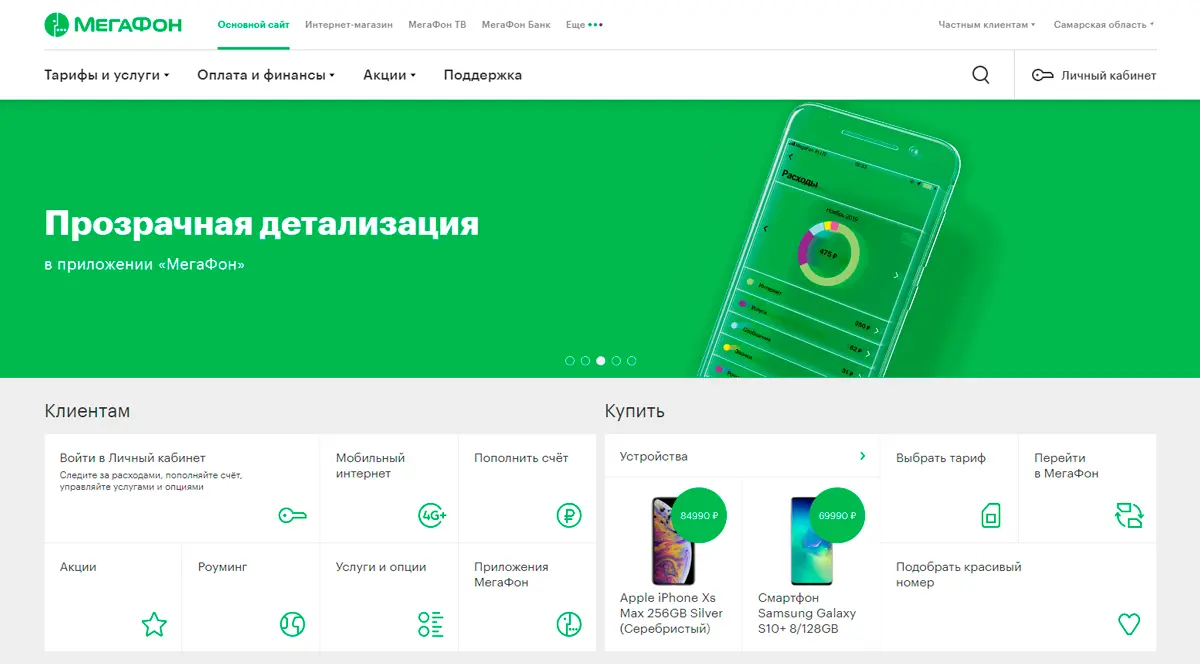 МЕГАФОН
Основной сайт Интернет-магазин МегаФон ТВ МегаФон Банк Еще
Частным клиентам Самарская область
Тарифы и услуги Оплата и финансы Акции Поддержка
Личный кабинет
Прозрачная детализация
в приложении «МегаФон»
Расходы
Ноябрь 2019
475 ₽
Интернет
Услуги
350 ₽
Сообщения
62 ₽
Звонки
31 ₽
Клиентам
Войти в Личный кабинет
Следите за расходами, пополняйте счёт,
управляйте услугами и опциями
Мобильный
интернет
4G+
Пополнить счёт
Акции
Роуминг
Услуги и опции
Приложения
МегаФон
Купить
Устройства
84990 ₽
Apple iPhone Xs
Max 256GB Silver
(Серебристый)
69990 ₽
Смартфон
Samsung Galaxy
S10+ 8/128GB
Выбрать тариф
Перейти
в МегаФон
Подобрать красивый
номер